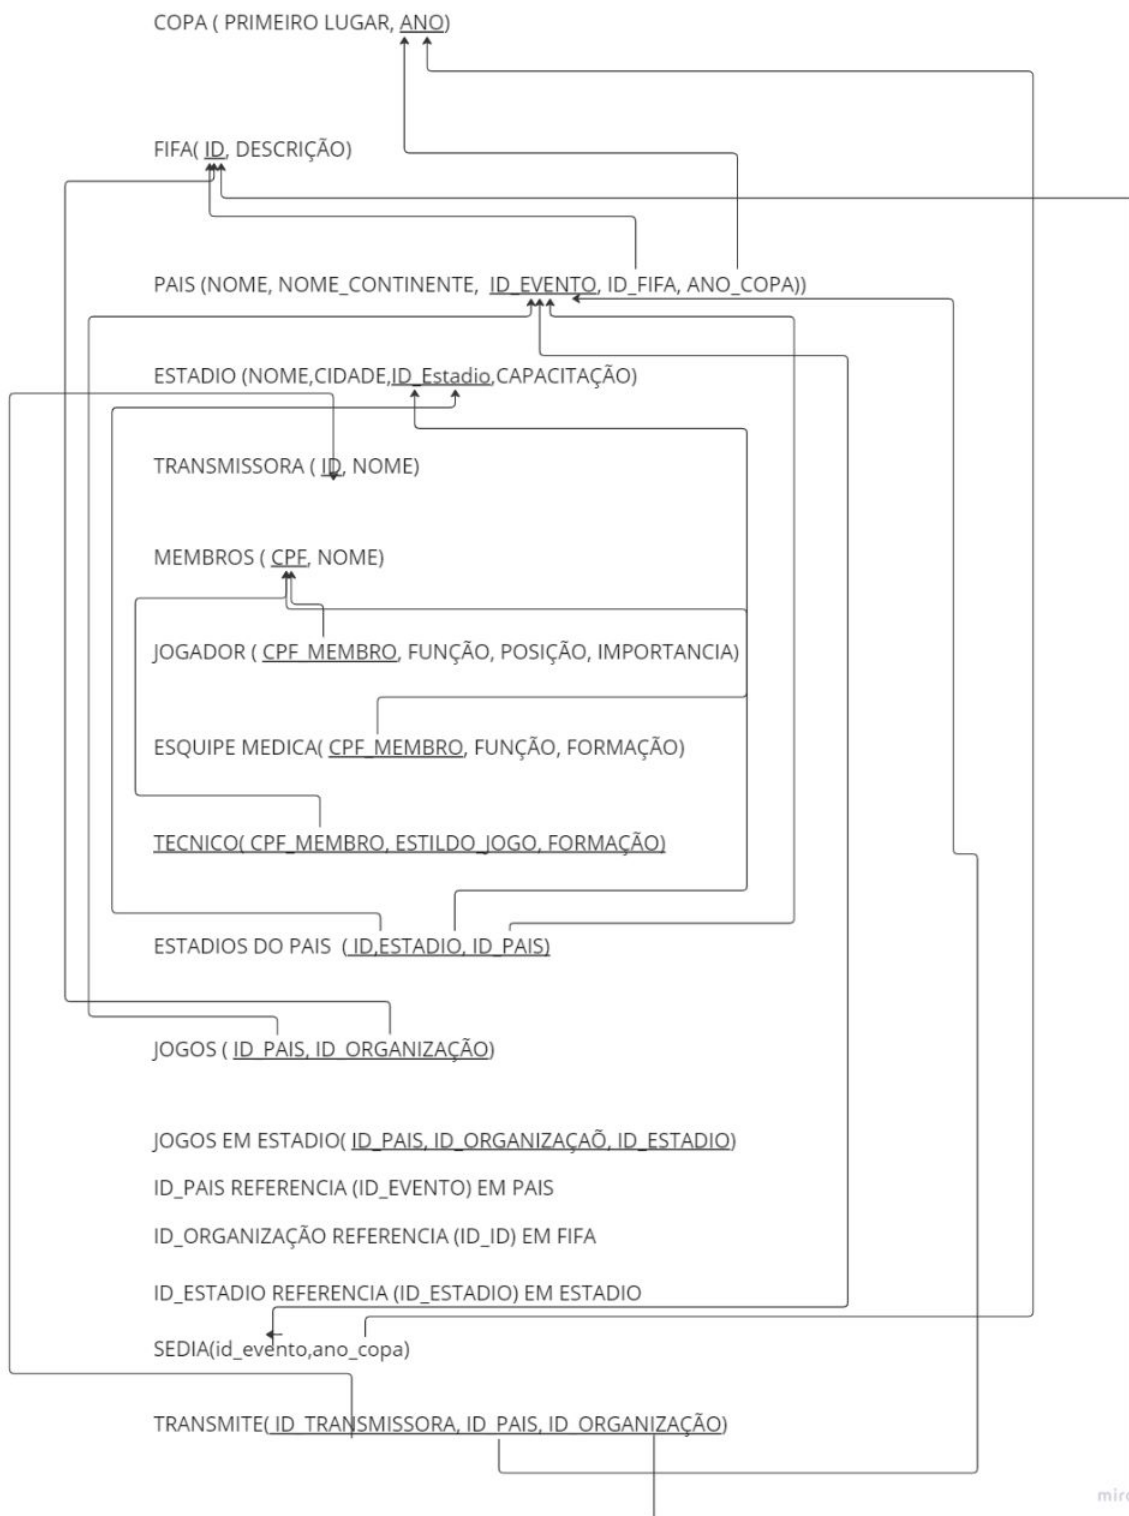 COPA ( PRIMEIRO LUGAR, ANO)
FIFA( ID, DESCRIÇÃO)
PAIS (NOME, NOME_CONTINENTE, ID_EVENTO, ID_FIFA, ANO_COPA))
ESTADIO (NOME,CIDADE,ID_Estadio,CAPACITAÇÃO)
TRANSMISSORA ( ID, NOME)
MEMBROS ( CPF, NOME)
JOGADOR ( CPF_MEMBRO, FUNÇÃO, POSIÇÃO, IMPORTANCIA)
ESQUIPE MEDICA( CPF_MEMBRO, FUNÇÃO, FORMAÇÃO)
TECNICO( CPF_MEMBRO, ESTILDO_JOGO, FORMAÇÃO)
ESTADIOS DO PAIS ( ID,ESTADIO, ID_PAIS)
JOGOS ( ID_PAIS, ID_ORGANIZAÇÃO)
JOGOS EM ESTADIO( ID_PAIS, ID_ORGANIZAÇAÕ, ID_ESTADIO)
ID_PAIS REFERENCIA (ID_EVENTO) EM PAIS
ID_ORGANIZAÇÃO REFERENCIA (ID_ID) EM FIFA
ID_ESTADIO REFERENCIA (ID_ESTADIO) EM ESTADIO
SEDIA(id_evento,ano_copa)
TRANSMITE( ID_TRANSMISSORA, ID_PAIS, ID_ORGANIZAÇÃO)